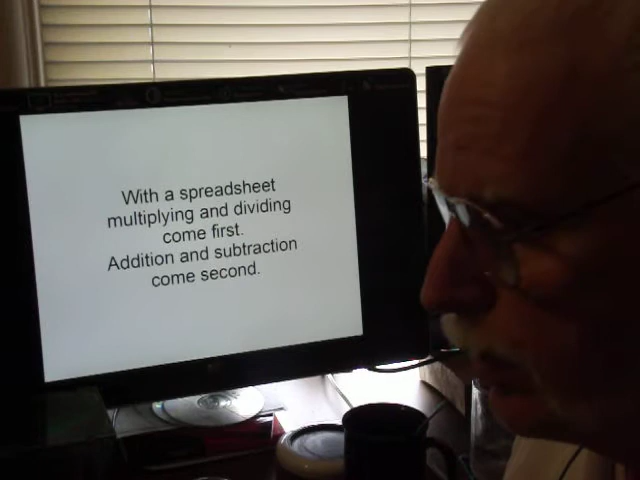 With a spreadsheet
multiplying and dividing
come first.
Addition and subtraction
come second.